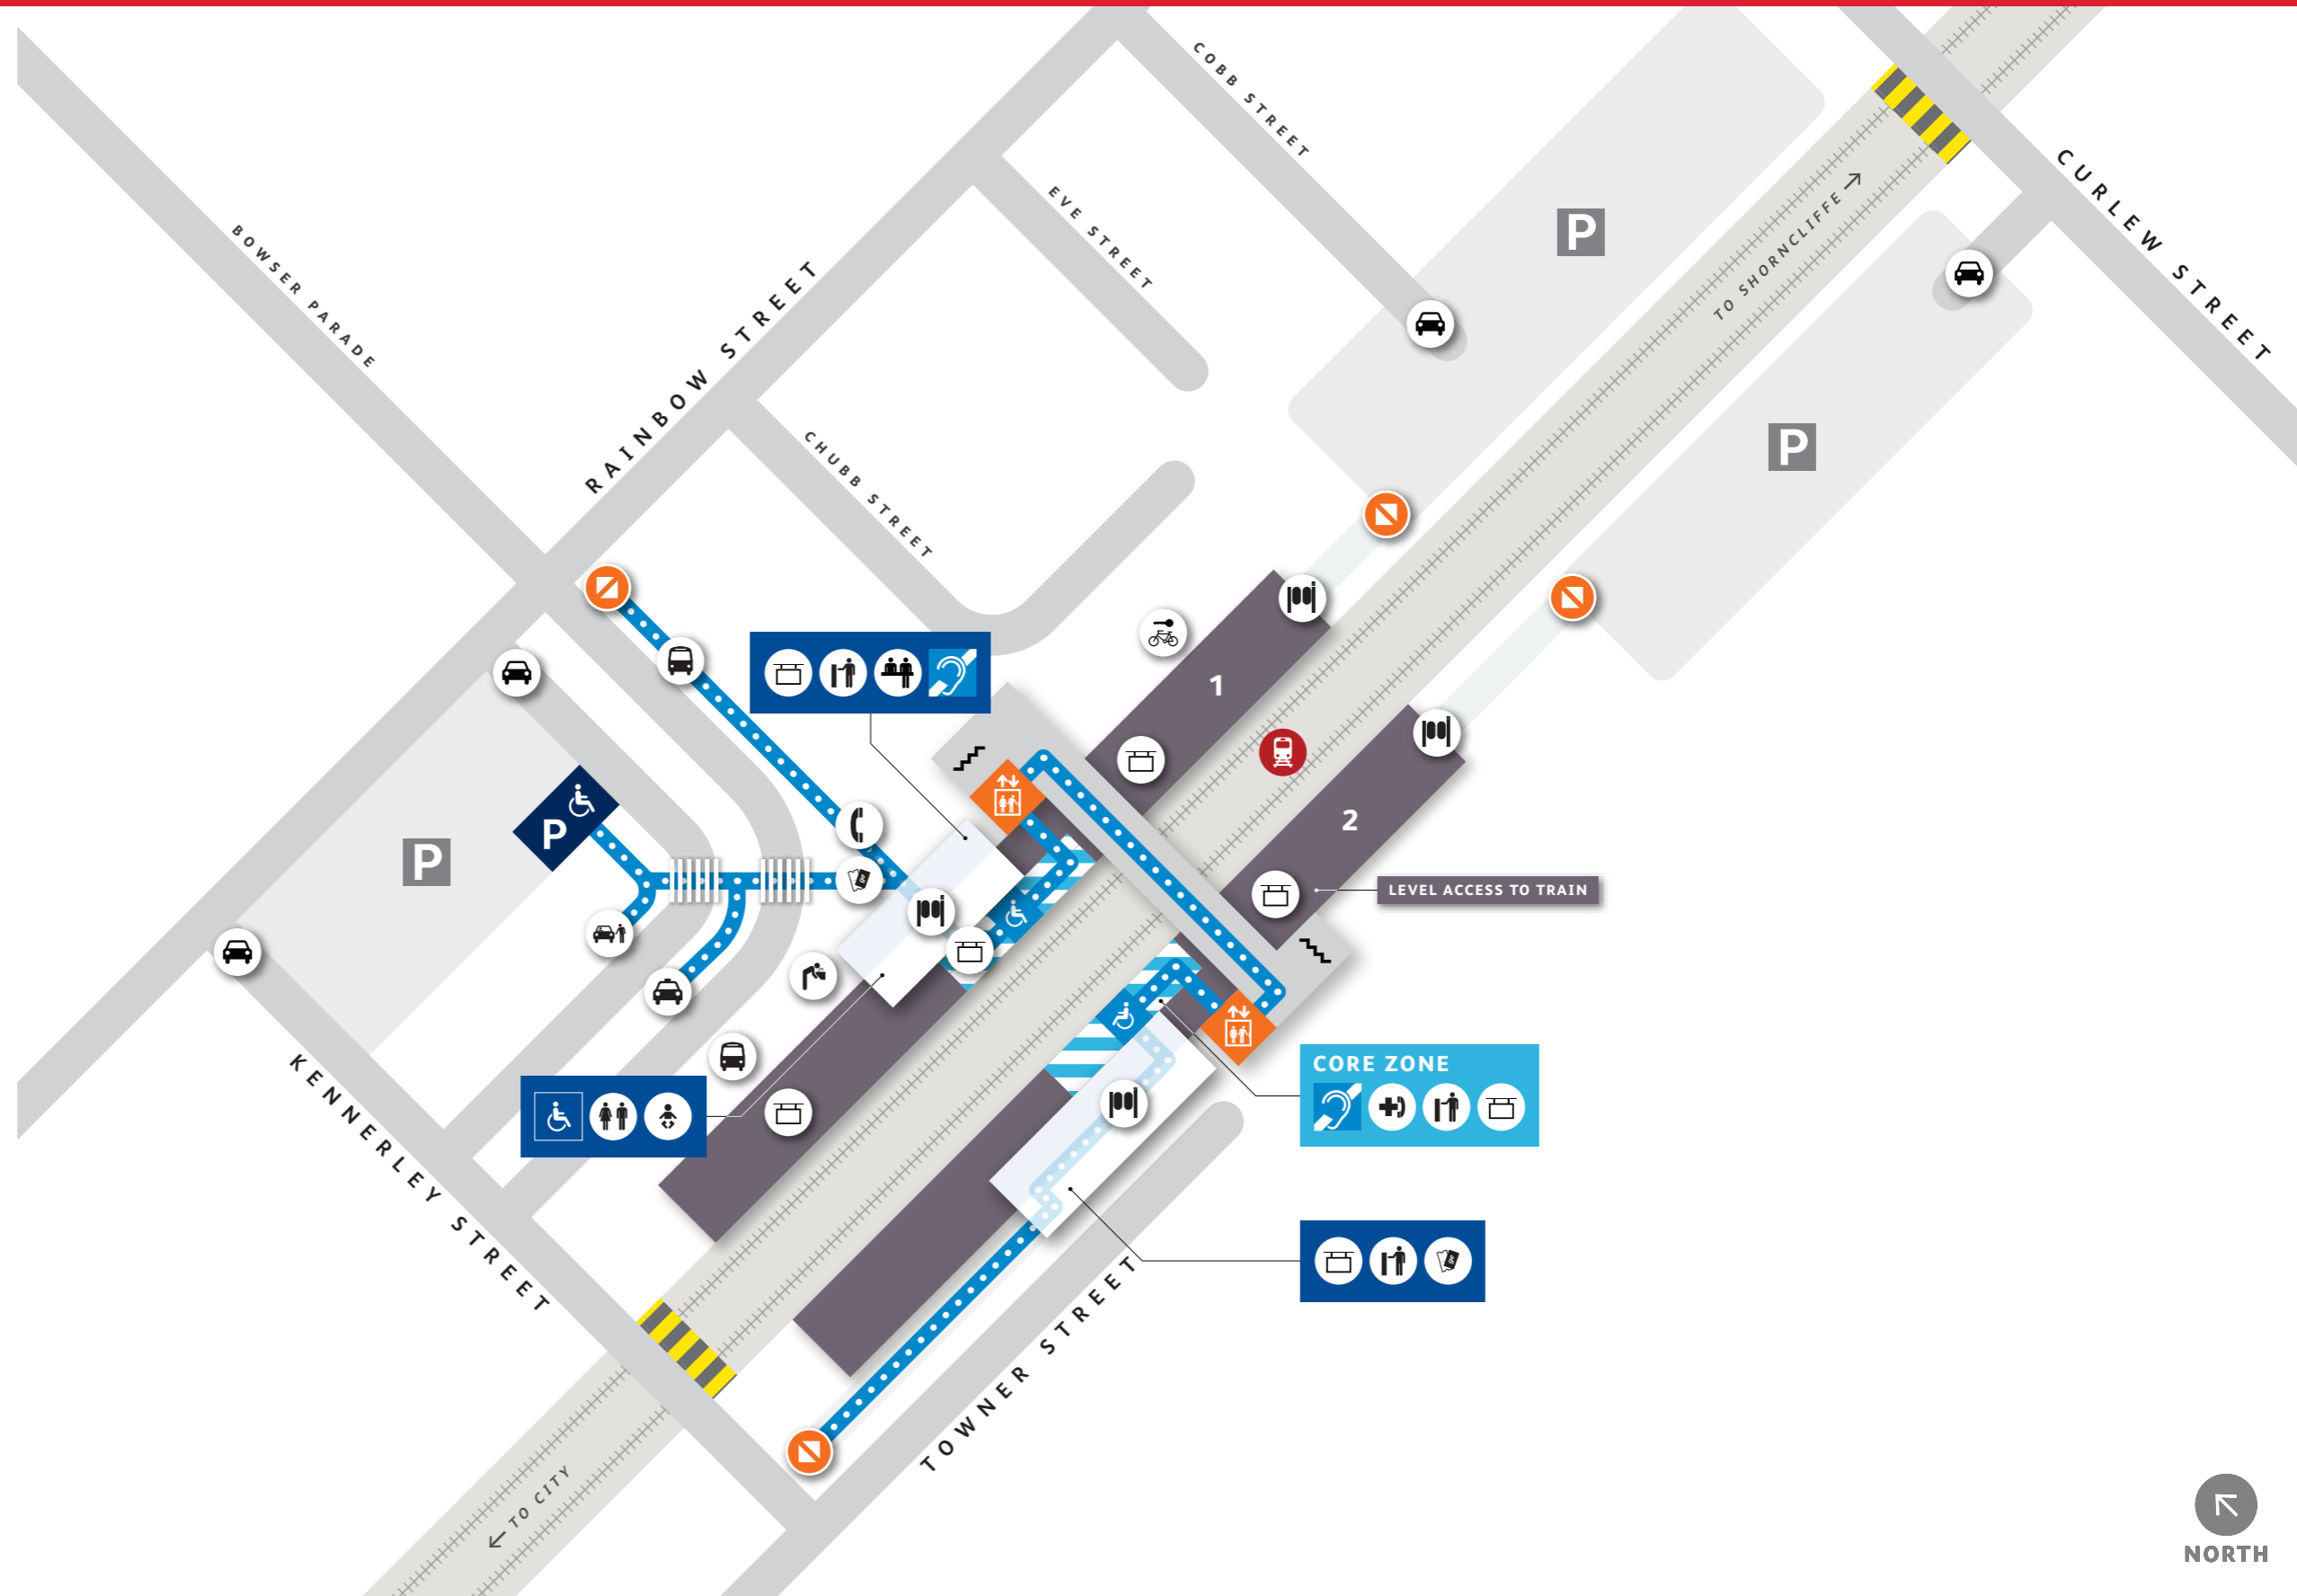 COBB STREET
CURLEW STREET
EVE STREET
BOWSER PARADE
P
TO SHORNCLIFFE
RAINBOW STREET
P
CHUBB STREET
1
2
P
P
LEVEL ACCESS TO TRAIN
CORE ZONE
KENNERLEY STREET
TOWNER STREET
TO CITY
NORTH